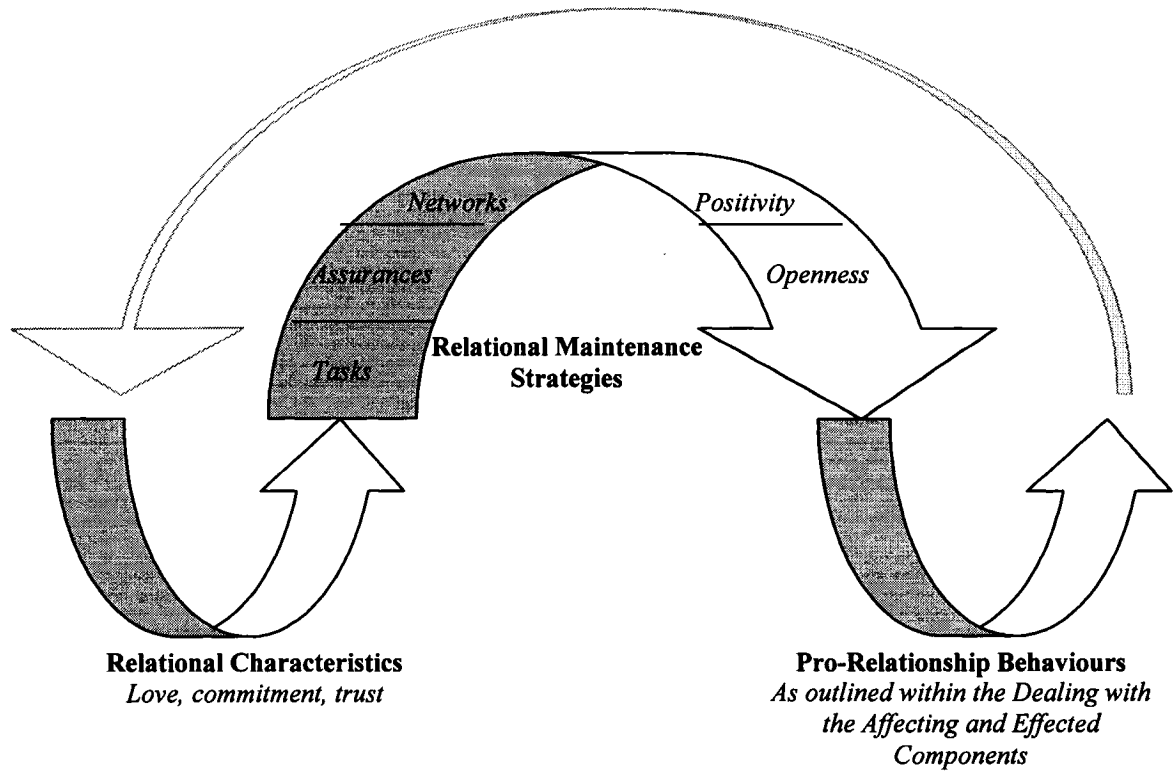 Networks
Positivity
Assurances
Openness
Tasks
Relational Maintenance
Strategies
Relational Characteristics
Love, commitment, trust
Pro-Relationship Behaviours
As outlined within the Dealing with
the Affecting and Effected
Components